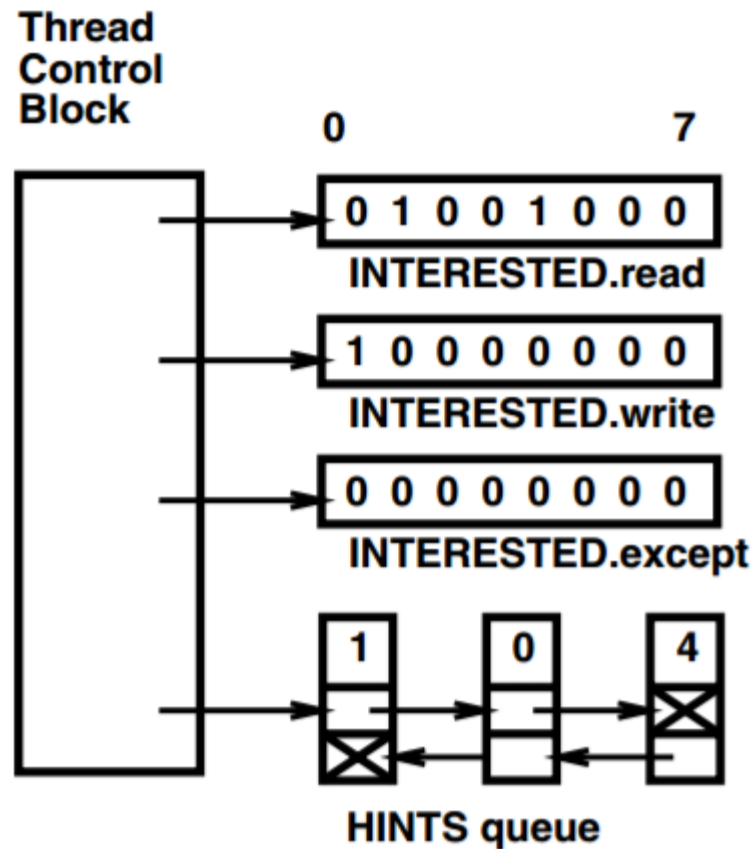 Thread
Control
Block
0 7
0 1 0 0 1 0 0 0
INTERESTED.read
1 0 0 0 0 0 0 0
INTERESTED.write
0 0 0 0 0 0 0 0
INTERESTED.except
1 0 4
HINTS queue